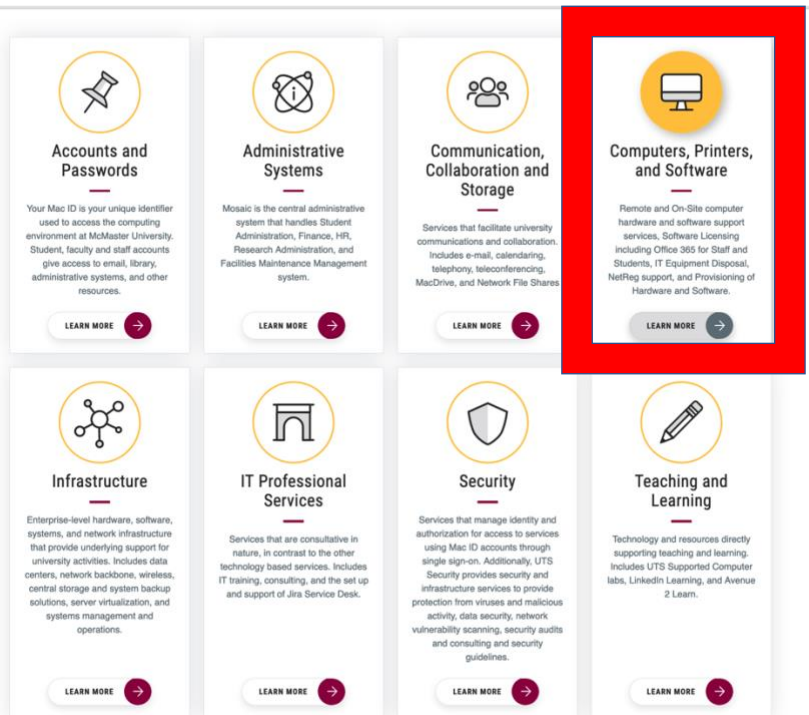 Accounts and
Passwords
Your Mac ID is your unique identifier
used to access the computing
environment at McMaster University.
Student, faculty and staff accounts
give access to email, library,
administrative systems, and other
resources.
LEARN MORE
Administrative
Systems
Mosaic is the central administrative
system that handles Student
Administration, Finance, HR,
Research Administration, and
Facilities Maintenance Management
system.
LEARN MORE
Communication,
Collaboration and
Storage
Services that facilitate university
communications and collaboration.
Includes e-mail, calendaring,
telephony, teleconferencing,
MacDrive, and Network File Shares
LEARN MORE
Computers, Printers,
and Software
Remote and On-Site computer
hardware and software support
services, Software Licensing
including Office 365 for Staff and
Students, IT Equipment Disposal,
NetReg support, and Provisioning of
Hardware and Software.
LEARN MORE
Infrastructure
Enterprise-level hardware, software,
systems, and network infrastructure
that provide underlying support for
university activities. Includes data
centers, network backbone, wireless,
central storage and system backup
solutions, server virtualization, and
systems management and
operations.
LEARN MORE
IT Professional
Services
Services that are consultative in
nature, in contrast to the other
technology based services. Includes
IT training, consulting, and the set up
and support of Jira Service Desk.
LEARN MORE
Security
Services that manage identity and
authorization for access to services
using Mac ID accounts through
single sign-on. Additionally, UTS
Security provides security and
infrastructure services to provide
protection from viruses and malicious
activity, data security, network
vulnerability scanning, security audits
and consulting and security
guidelines.
LEARN MORE
Teaching and
Learning
Technology and resources directly
supporting teaching and learning.
Includes UTS Supported Computer
labs, LinkedIn Learning, and Avenue
2 Learn.
LEARN MORE